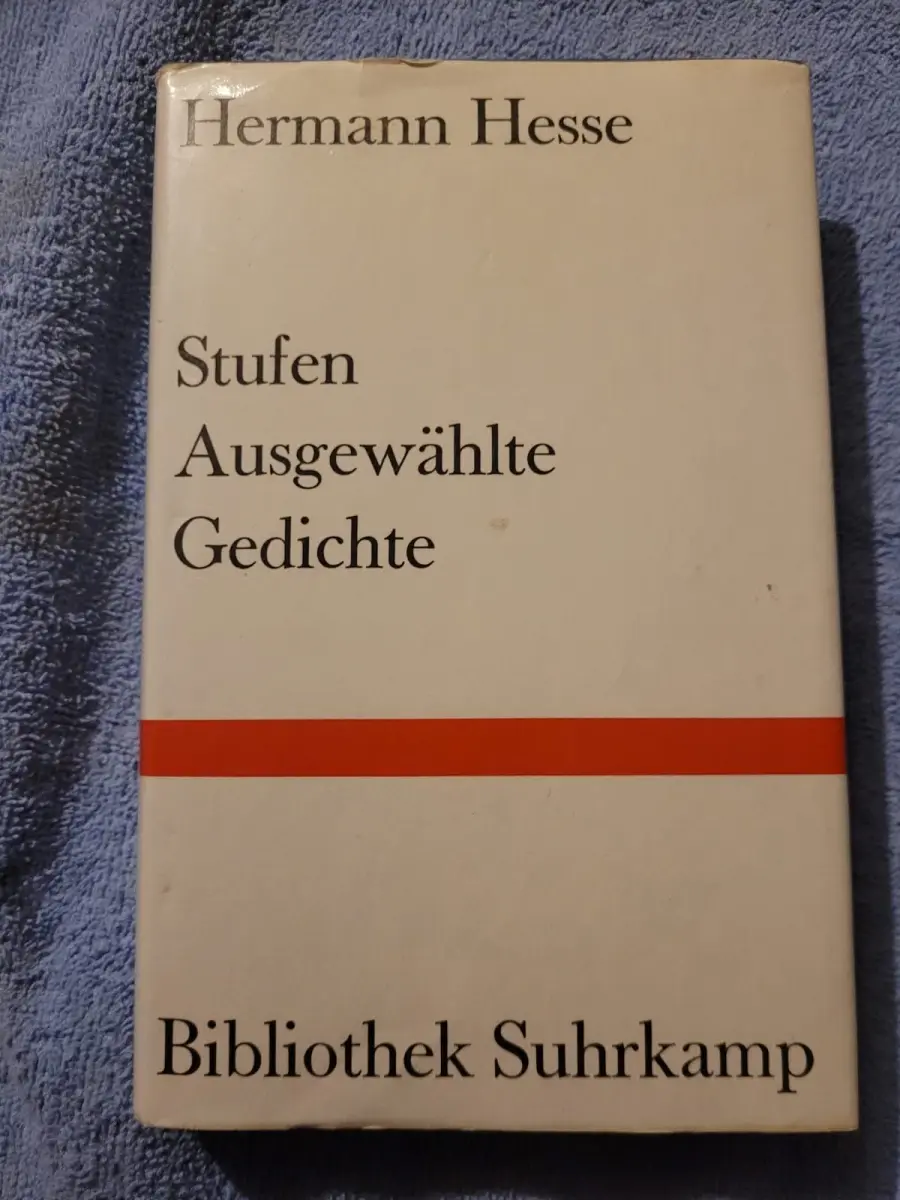 Hermann Hesse
Stufen
Ausgewählte
Gedichte
Bibliothek Suhrkamp